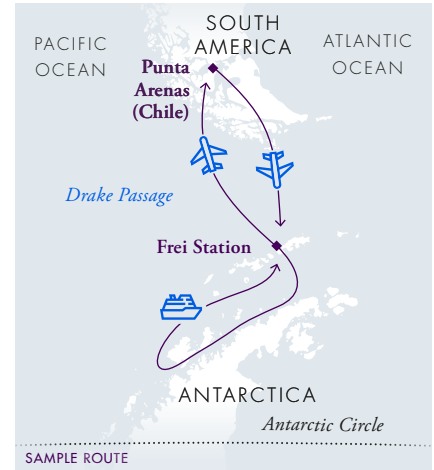 SOUTH
AMERICA
PACIFIC
OCEAN
ATLANTIC
OCEAN
Punta
Arenas
(Chile)
Drake Passage
Frei Station
ANTARCTICA
Antarctic Circle
SAMPLE ROUTE